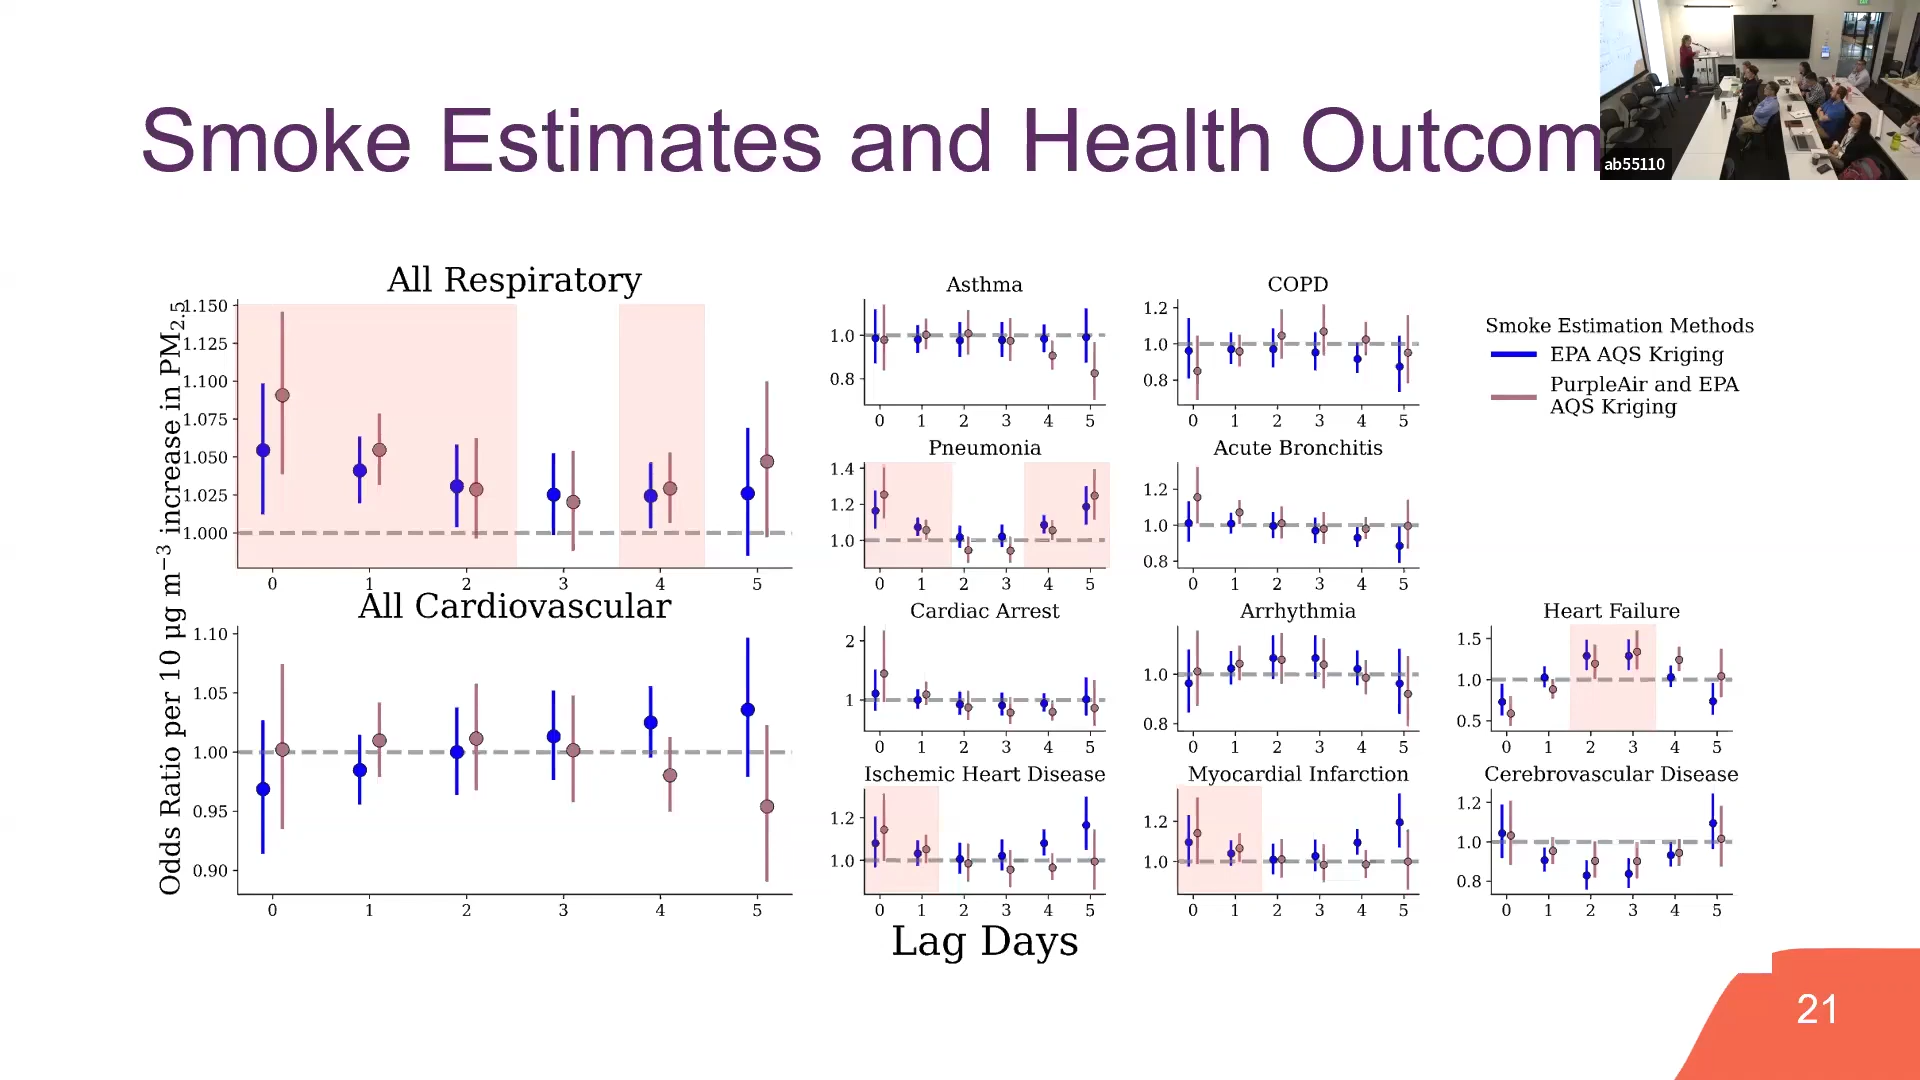 Smoke Estimates and Health Outcom
ab55110
Odds Ratio per 10 μg m−3 increase in PM2.5
All Respiratory
1.150
1.125
1.100
1.075
1.050
1.025
1.000
0 1 2 3 4 5
All Cardiovascular
1.10
1.05
1.00
0.95
0.90
0 1 2 3 4 5
Asthma
1.0
0.8
0 1 2 3 4 5
COPD
1.2
1.0
0.8
0 1 2 3 4 5
Smoke Estimation Methods
EPA AQS Kriging
PurpleAir and EPA
AQS Kriging
Pneumonia
1.4
1.2
1.0
0 1 2 3 4 5
Acute Bronchitis
1.2
1.0
0.8
0 1 2 3 4 5
Cardiac Arrest
2
1
0 1 2 3 4 5
Arrhythmia
1.0
0.8
0 1 2 3 4 5
Heart Failure
1.5
1.0
0.5
0 1 2 3 4 5
Ischemic Heart Disease
1.2
1.0
0 1 2 3 4 5
Myocardial Infarction
1.2
1.0
0 1 2 3 4 5
Cerebrovascular Disease
1.2
1.0
0.8
0 1 2 3 4 5
Lag Days
21